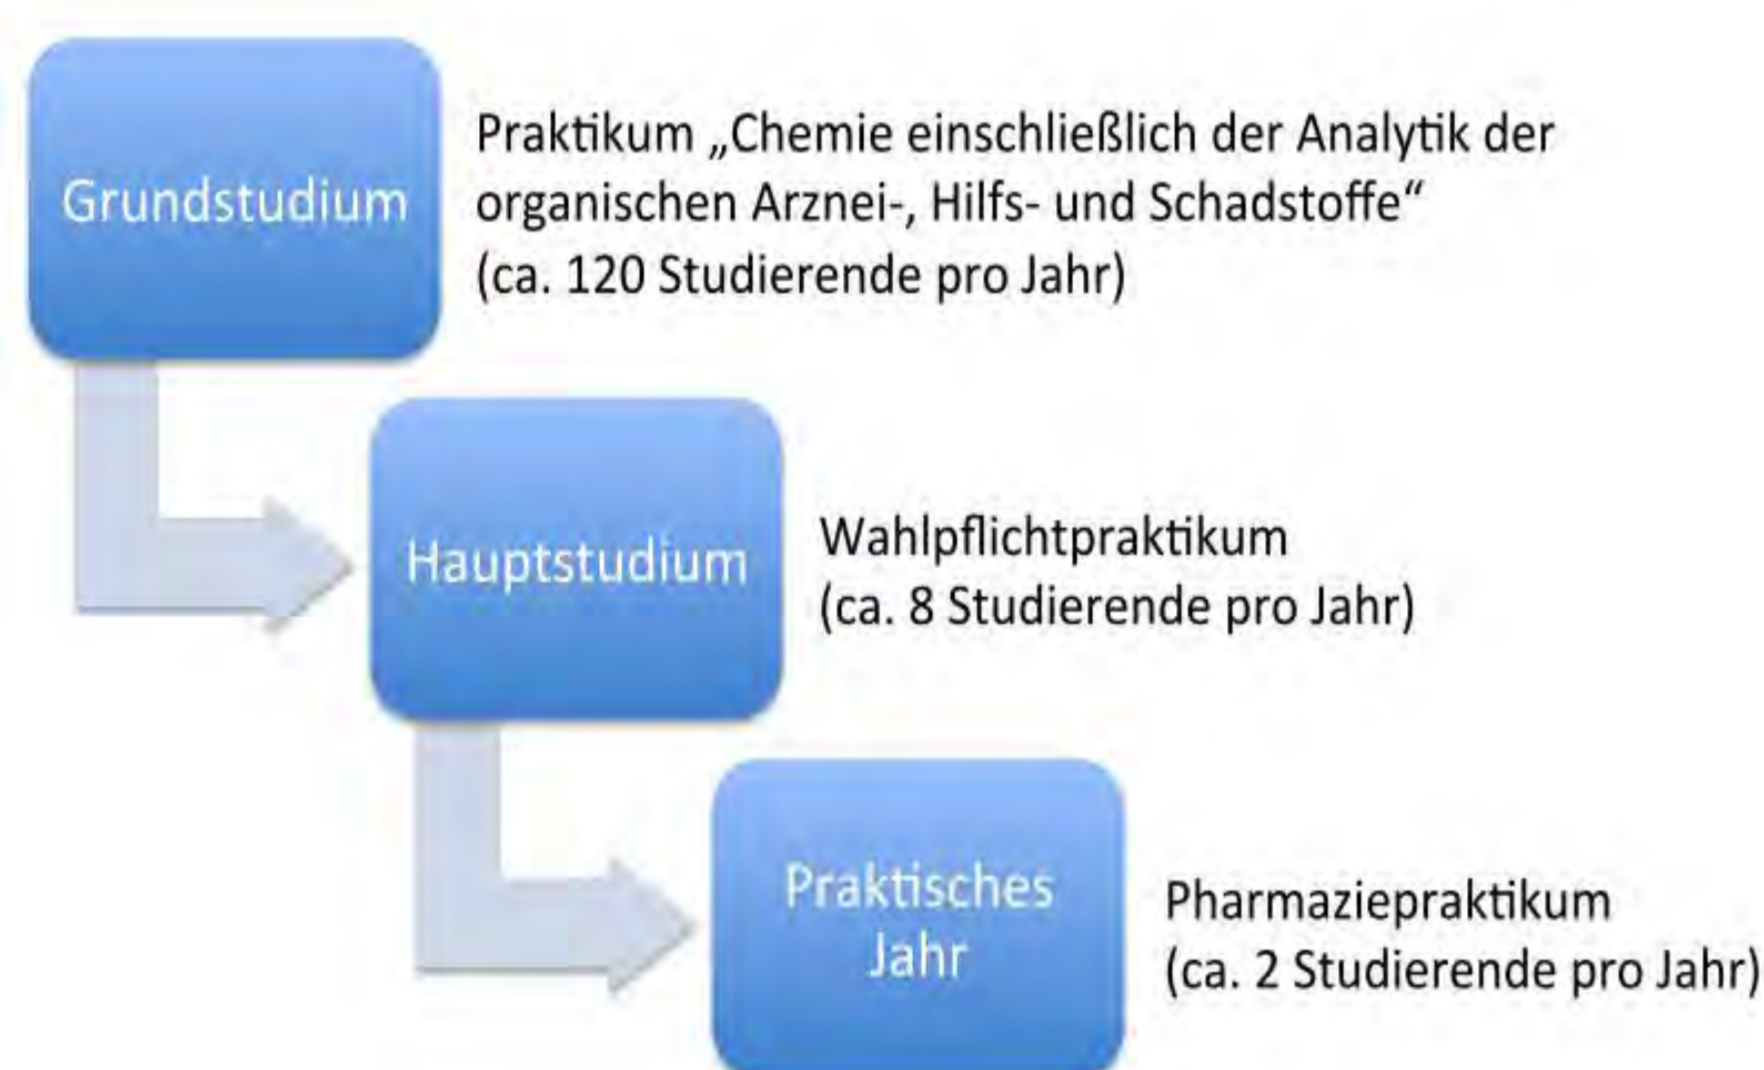 Grundstudium
Praktikum „Chemie einschließlich der Analytik der
organischen Arznei-, Hilfs- und Schadstoffe“
(ca. 120 Studierende pro Jahr)
Hauptstudium
Wahlpflichtpraktikum
(ca. 8 Studierende pro Jahr)
Praktisches
Jahr
Pharmaziepraktikum
(ca. 2 Studierende pro Jahr)